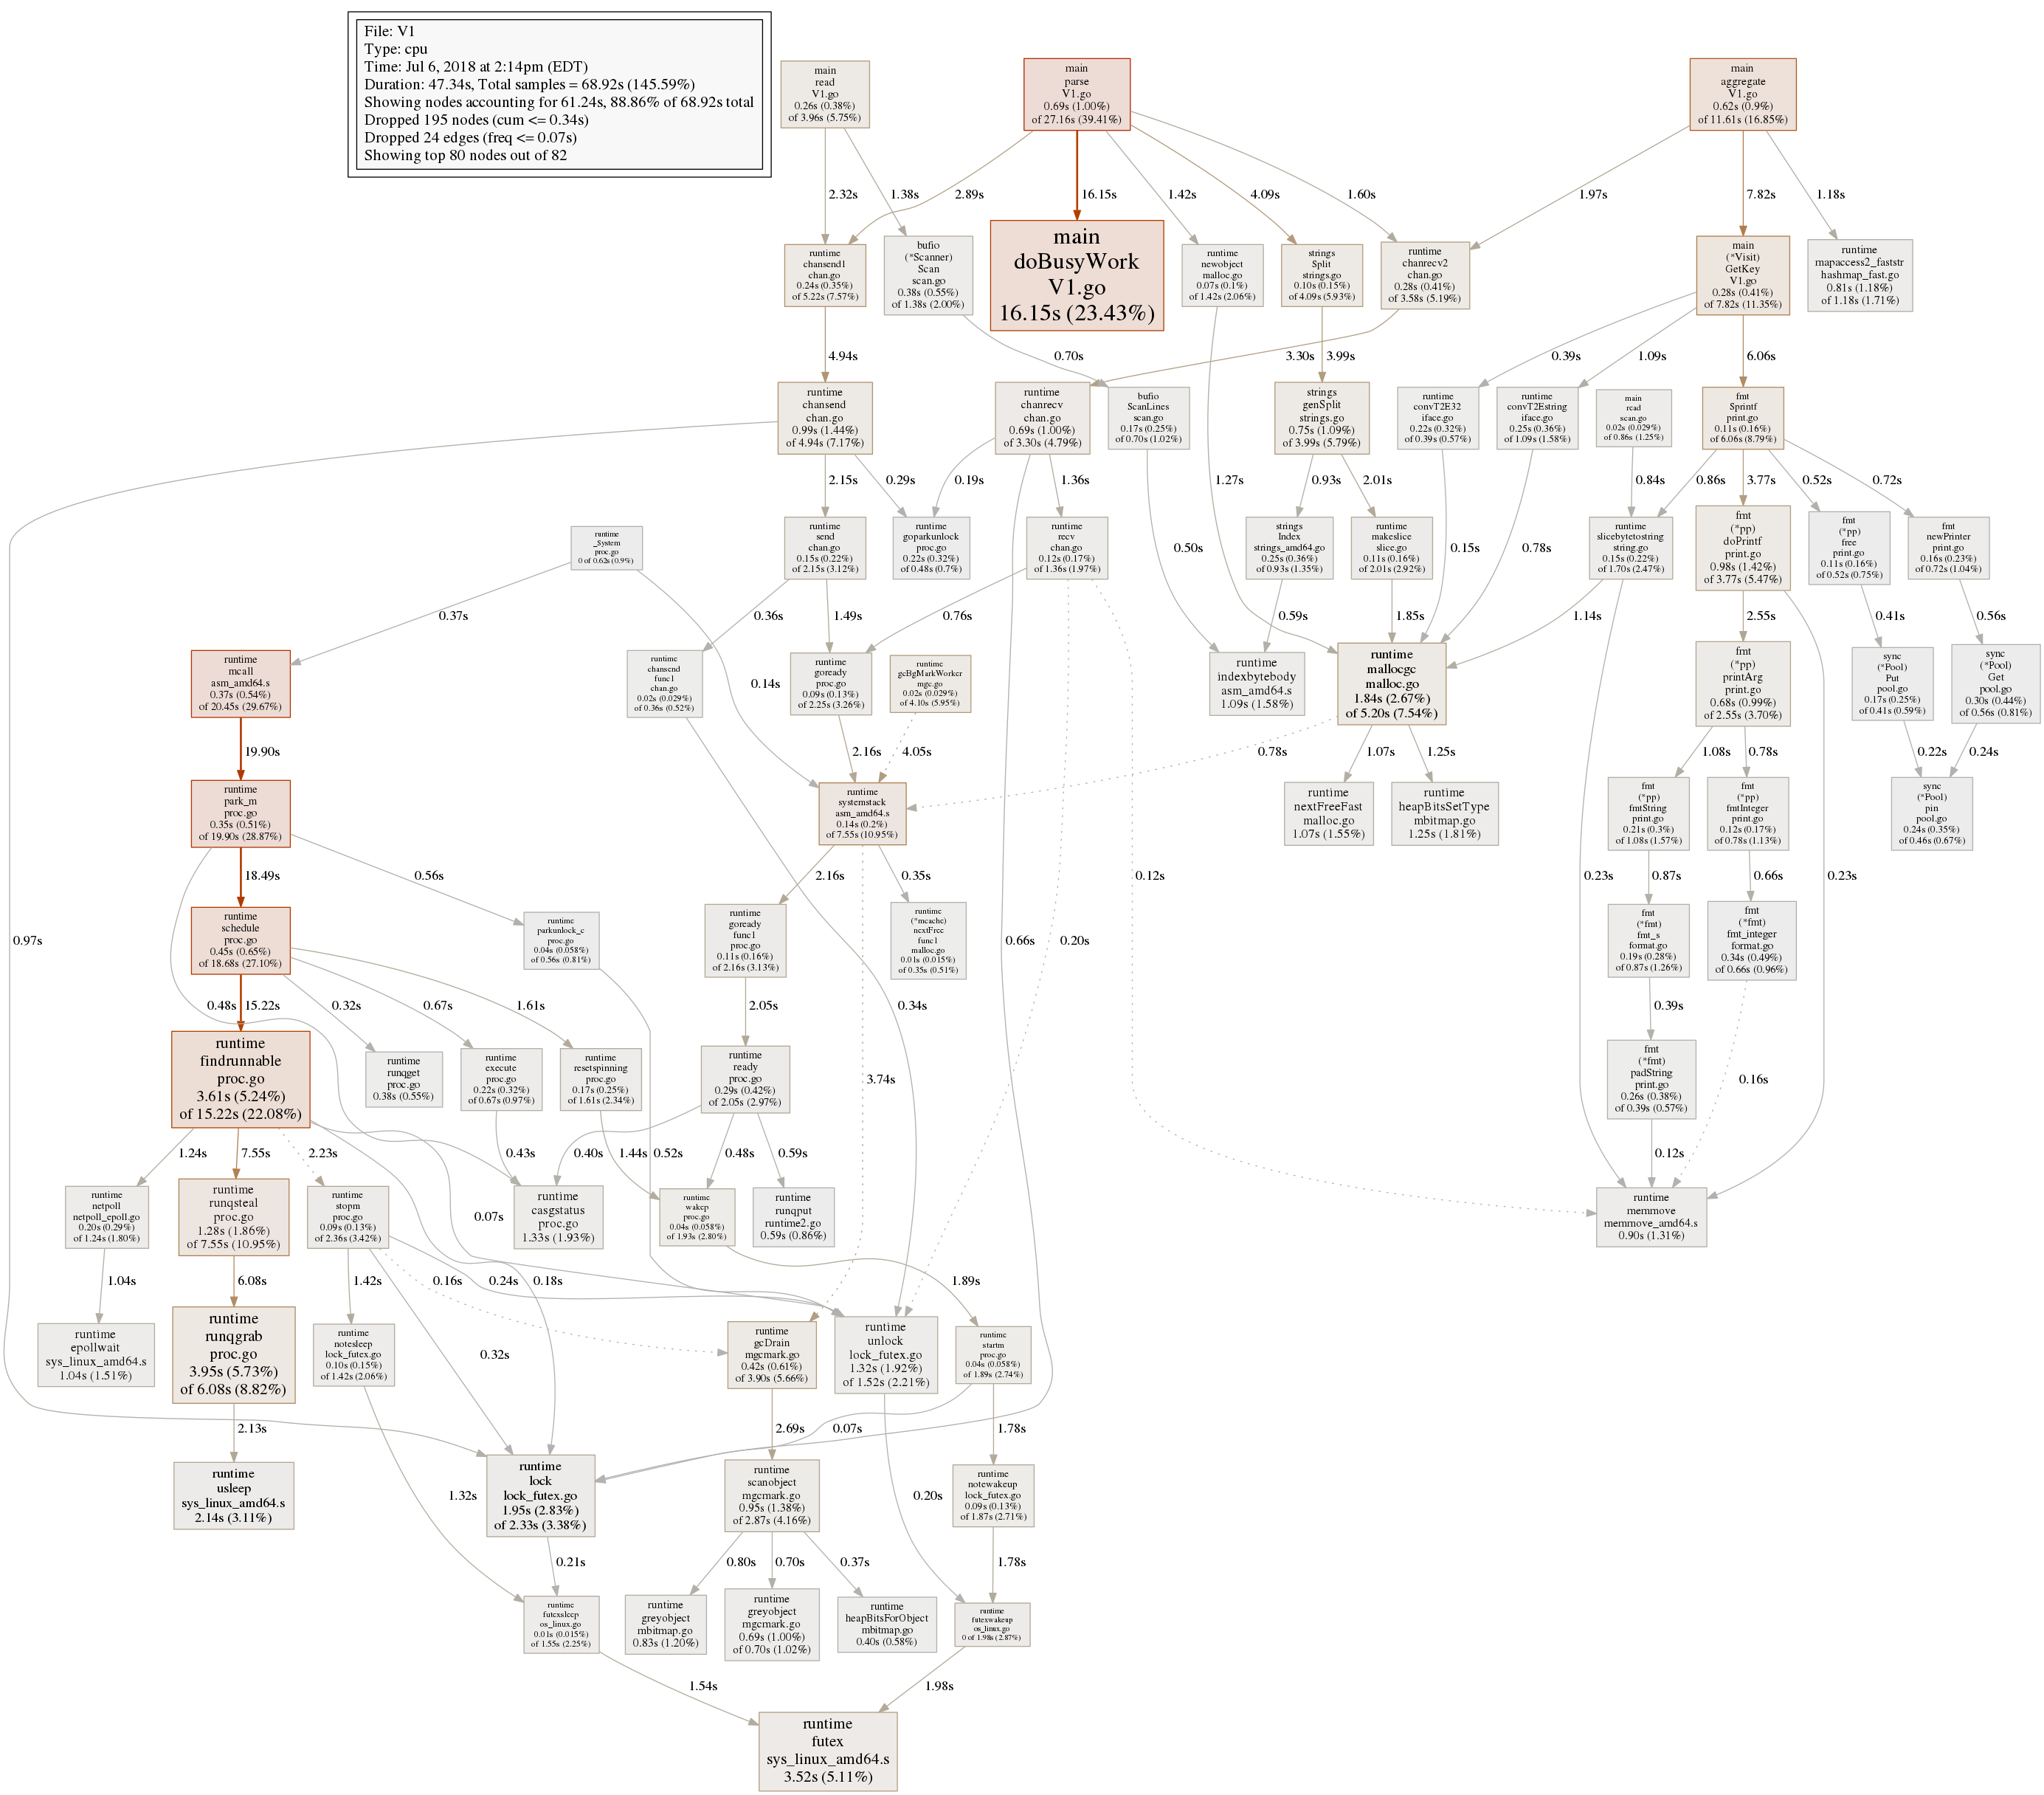 File: V1
Type: cpu
Time: Jul 6, 2018 at 2:14pm (EDT)
Duration: 47.34s, Total samples = 68.92s (145.59%)
Showing nodes accounting for 61.24s, 88.86% of 68.92s total
Dropped 195 nodes (cum <= 0.34s)
Dropped 24 edges (freq <= 0.07s)
Showing top 80 nodes out of 82
main
read
V1.go
0.26s (0.38%)
of 3.96s (5.75%)
main
parse
V1.go
0.69s (1.00%)
of 27.16s (39.41%)
main
aggregate
V1.go
0.62s (0.9%)
of 11.61s (16.85%)
2.32s
1.38s
2.89s
16.15s
1.42s
4.09s
1.60s
1.97s
7.82s
1.18s
runtime
chansend1
chan.go
0.24s (0.35%)
of 5.22s (7.57%)
bufio
(*Scanner)
Scan
scan.go
0.38s (0.55%)
of 1.38s (2.00%)
main
doBusyWork
V1.go
16.15s (23.43%)
runtime
newobject
malloc.go
0.07s (0.1%)
of 1.42s (2.06%)
strings
Split
strings.go
0.10s (0.15%)
of 4.09s (5.93%)
runtime
chanrecv2
chan.go
0.28s (0.41%)
of 3.58s (5.19%)
main
(*Visit)
GetKey
V1.go
0.28s (0.41%)
of 7.82s (11.35%)
runtime
mapaccess2_faststr
hashmap_fast.go
0.81s (1.18%)
of 1.18s (1.71%)
4.94s
0.70s
3.30s
3.99s
0.39s
1.09s
6.06s
runtime
chansend
chan.go
0.99s (1.44%)
of 4.94s (7.17%)
runtime
chanrecv
chan.go
0.69s (1.00%)
of 3.30s (4.79%)
bufio
ScanLines
scan.go
0.17s (0.25%)
of 0.70s (1.02%)
strings
genSplit
strings.go
0.75s (1.09%)
of 3.99s (5.79%)
runtime
convT2E32
iface.go
0.22s (0.32%)
of 0.39s (0.57%)
runtime
convT2Estring
iface.go
0.25s (0.36%)
of 1.09s (1.58%)
main
read
scan.go
0.02s (0.029%)
of 0.86s (1.25%)
fmt
Sprintf
print.go
0.11s (0.16%)
of 6.06s (8.79%)
2.15s
0.29s
0.19s
1.36s
1.27s
0.93s
2.01s
0.84s
0.86s
3.77s
0.52s
0.72s
runtime
_System
proc.go
0 of 0.62s (0.9%)
runtime
send
chan.go
0.15s (0.22%)
of 2.15s (3.12%)
runtime
goparkunlock
proc.go
0.22s (0.32%)
of 0.48s (0.7%)
runtime
recv
chan.go
0.12s (0.17%)
of 1.36s (1.97%)
0.50s
strings
Index
strings_amd64.go
0.25s (0.36%)
of 0.93s (1.35%)
runtime
makeslice
slice.go
0.11s (0.16%)
of 2.01s (2.92%)
0.15s
0.78s
runtime
slicebytetostring
string.go
0.15s (0.22%)
of 1.70s (2.47%)
fmt
(*pp)
doPrintf
print.go
0.98s (1.42%)
of 3.77s (5.47%)
fmt
(*pp)
free
print.go
0.11s (0.16%)
of 0.52s (0.75%)
fmt
newPrinter
print.go
0.16s (0.23%)
of 0.72s (1.04%)
0.37s
0.36s
1.49s
0.76s
0.59s
1.85s
1.14s
2.55s
0.41s
0.56s
runtime
mcall
asm_amd64.s
0.37s (0.54%)
of 20.45s (29.67%)
0.14s
runtime
chansend
func1
chan.go
0.02s (0.029%)
of 0.36s (0.52%)
runtime
goready
proc.go
0.09s (0.13%)
of 2.25s (3.26%)
runtime
gcBgMarkWorker
mgc.go
0.02s (0.029%)
of 4.10s (5.95%)
runtime
indexbytebody
asm_amd64.s
1.09s (1.58%)
runtime
mallocgc
malloc.go
1.84s (2.67%)
of 5.20s (7.54%)
fmt
(*pp)
printArg
print.go
0.68s (0.99%)
of 2.55s (3.70%)
sync
(*Pool)
Put
pool.go
0.17s (0.25%)
of 0.41s (0.59%)
sync
(*Pool)
Get
pool.go
0.30s (0.44%)
of 0.56s (0.81%)
19.90s
2.16s
4.05s
0.78s
1.07s
1.25s
1.08s
0.78s
0.22s
0.24s
runtime
park_m
proc.go
0.35s (0.51%)
of 19.90s (28.87%)
runtime
systemstack
asm_amd64.s
0.14s (0.2%)
of 7.55s (10.95%)
runtime
nextFreeFast
malloc.go
1.07s (1.55%)
runtime
heapBitsSetType
mbitmap.go
1.25s (1.81%)
fmt
(*pp)
fmtString
print.go
0.21s (0.3%)
of 1.08s (1.57%)
fmt
(*pp)
fmtInteger
print.go
0.12s (0.17%)
of 0.78s (1.13%)
sync
(*Pool)
pin
pool.go
0.24s (0.35%)
of 0.46s (0.67%)
18.49s
0.56s
2.16s
0.35s
0.12s
0.23s
0.87s
0.66s
0.23s
runtime
schedule
proc.go
0.45s (0.65%)
of 18.68s (27.10%)
runtime
parkunlock_c
proc.go
0.04s (0.058%)
of 0.56s (0.81%)
runtime
goready
func1
proc.go
0.11s (0.16%)
of 2.16s (3.13%)
runtime
(*mcache)
nextFree
func1
malloc.go
0.01s (0.015%)
of 0.35s (0.51%)
fmt
(*fmt)
fmt_s
format.go
0.19s (0.28%)
of 0.87s (1.26%)
fmt
(*fmt)
fmt_integer
format.go
0.34s (0.49%)
of 0.66s (0.96%)
0.97s
0.66s
0.20s
0.48s
15.22s
0.32s
0.67s
1.61s
2.05s
0.34s
0.39s
runtime
findrunnable
proc.go
3.61s (5.24%)
of 15.22s (22.08%)
runtime
runqget
proc.go
0.38s (0.55%)
runtime
execute
proc.go
0.22s (0.32%)
of 0.67s (0.97%)
runtime
resetspinning
proc.go
0.17s (0.25%)
of 1.61s (2.34%)
runtime
ready
proc.go
0.29s (0.42%)
of 2.05s (2.97%)
3.74s
fmt
(*fmt)
padString
print.go
0.26s (0.38%)
of 0.39s (0.57%)
0.16s
1.24s
7.55s
2.23s
0.43s
0.40s
1.44s
0.52s
0.48s
0.59s
0.12s
runtime
netpoll
netpoll_epoll.go
0.20s (0.29%)
of 1.24s (1.80%)
runtime
runqsteal
proc.go
1.28s (1.86%)
of 7.55s (10.95%)
runtime
stopm
proc.go
0.09s (0.13%)
of 2.36s (3.42%)
0.07s
runtime
casgstatus
proc.go
1.33s (1.93%)
runtime
wakep
proc.go
0.04s (0.058%)
of 1.93s (2.80%)
runtime
runqput
runtime2.go
0.59s (0.86%)
runtime
memmove
memmove_amd64.s
0.90s (1.31%)
1.04s
6.08s
1.42s
0.16s
0.24s
0.18s
1.89s
runtime
epollwait
sys_linux_amd64.s
1.04s (1.51%)
runtime
runqgrab
proc.go
3.95s (5.73%)
of 6.08s (8.82%)
runtime
notesleep
lock_futex.go
0.10s (0.15%)
of 1.42s (2.06%)
0.32s
runtime
gcDrain
mgcmark.go
0.42s (0.61%)
of 3.90s (5.66%)
runtime
unlock
lock_futex.go
1.32s (1.92%)
of 1.52s (2.21%)
runtime
startm
proc.go
0.04s (0.058%)
of 1.89s (2.74%)
2.13s
2.69s
0.07s
1.78s
runtime
usleep
sys_linux_amd64.s
2.14s (3.11%)
1.32s
runtime
lock
lock_futex.go
1.95s (2.83%)
of 2.33s (3.38%)
runtime
scanobject
mgcmark.go
0.95s (1.38%)
of 2.87s (4.16%)
0.20s
runtime
notewakeup
lock_futex.go
0.09s (0.13%)
of 1.87s (2.71%)
0.21s
0.80s
0.70s
0.37s
1.78s
runtime
futexsleep
os_linux.go
0.01s (0.015%)
of 1.55s (2.25%)
runtime
greyobject
mbitmap.go
0.83s (1.20%)
runtime
greyobject
mgcmark.go
0.69s (1.00%)
of 0.70s (1.02%)
runtime
heapBitsForObject
mbitmap.go
0.40s (0.58%)
runtime
futexwakeup
os_linux.go
0 of 1.98s (2.87%)
1.54s
1.98s
runtime
futex
sys_linux_amd64.s
3.52s (5.11%)